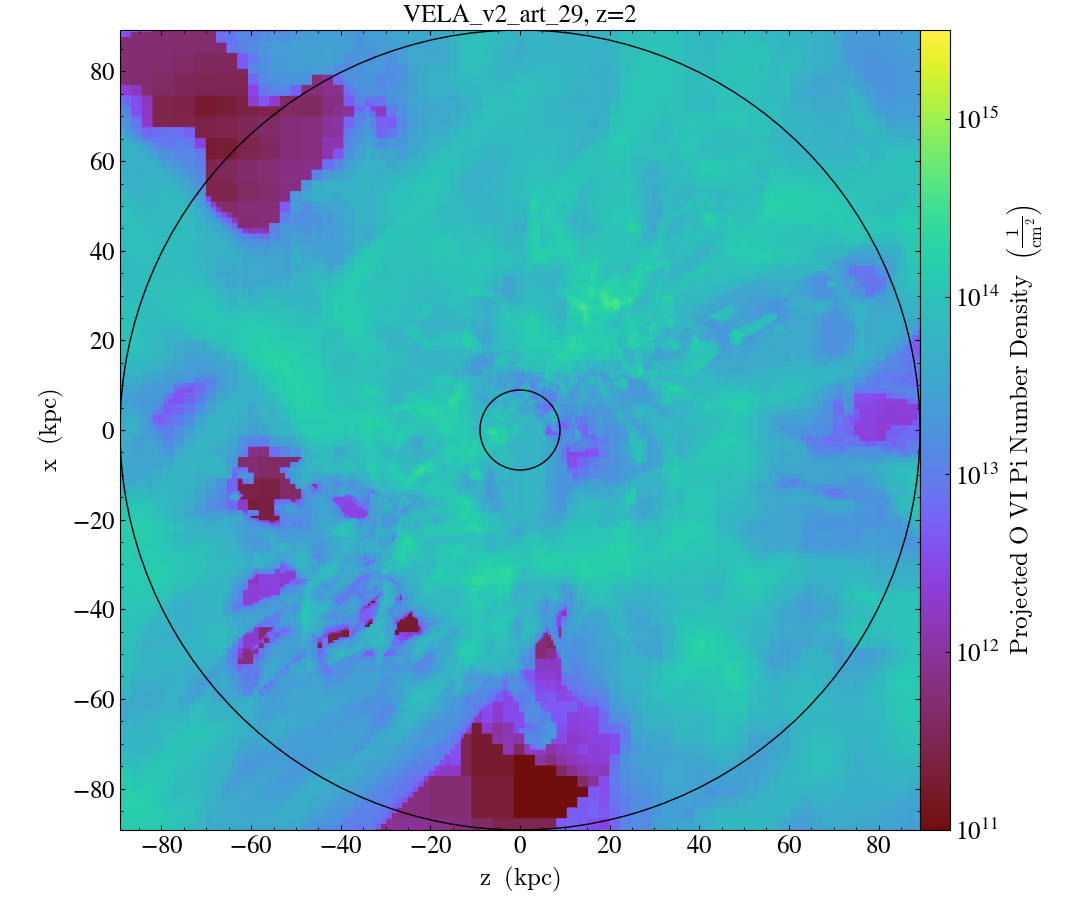 VELA_v2_art_29, z=2
80
60
40
20
0
−20
−40
−60
−80
x (kpc)
−80 −60 −40 −20 0 20 40 60 80
z (kpc)
10^15
10^14
10^13
10^12
10^11
Projected O VI Pi Number Density (1/cm^2)